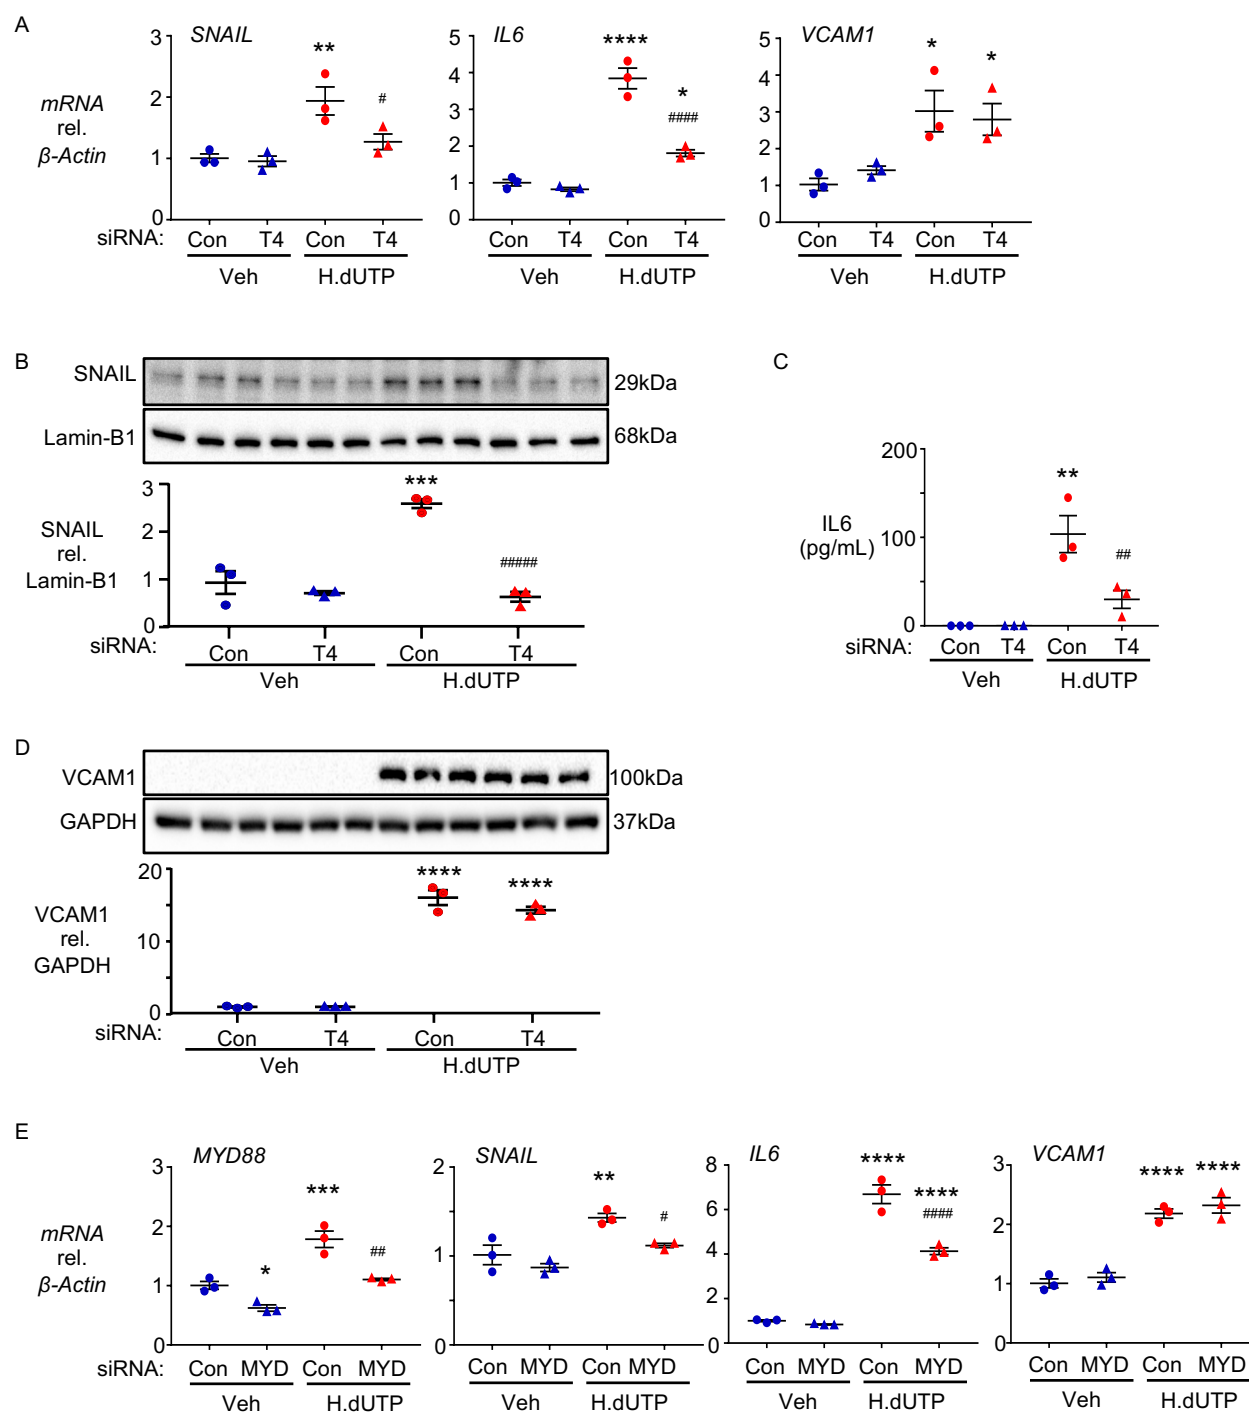 A
SNAIL
IL6
VCAM1
mRNA
rel.
β-Actin
3
2
1
0
**
#
5
4
3
2
1
0
****
*
####
5
4
3
2
1
0
*
*
siRNA: Con T4 Con T4
Veh H.dUTP
Con T4 Con T4
Veh H.dUTP
Con T4 Con T4
Veh H.dUTP
B
SNAIL 29kDa
Lamin-B1 68kDa
SNAIL
rel.
Lamin-B1
3
2
1
0
***
#####
siRNA: Con T4 Con T4
Veh H.dUTP
C
IL6
(pg/mL)
200
100
0
**
##
siRNA: Con T4 Con T4
Veh H.dUTP
D
VCAM1 100kDa
GAPDH 37kDa
VCAM1
rel.
GAPDH
20
10
0
****
****
siRNA: Con T4 Con T4
Veh H.dUTP
E
MYD88
SNAIL
IL6
VCAM1
mRNA
rel.
β-Actin
3
2
1
0
*
***
##
2
1
0
**
#
8
6
4
2
0
****
****
####
3
2
1
0
****
****
siRNA: Con MYD Con MYD
Veh H.dUTP
Con MYD Con MYD
Veh H.dUTP
Con MYD Con MYD
Veh H.dUTP
Con MYD Con MYD
Veh H.dUTP